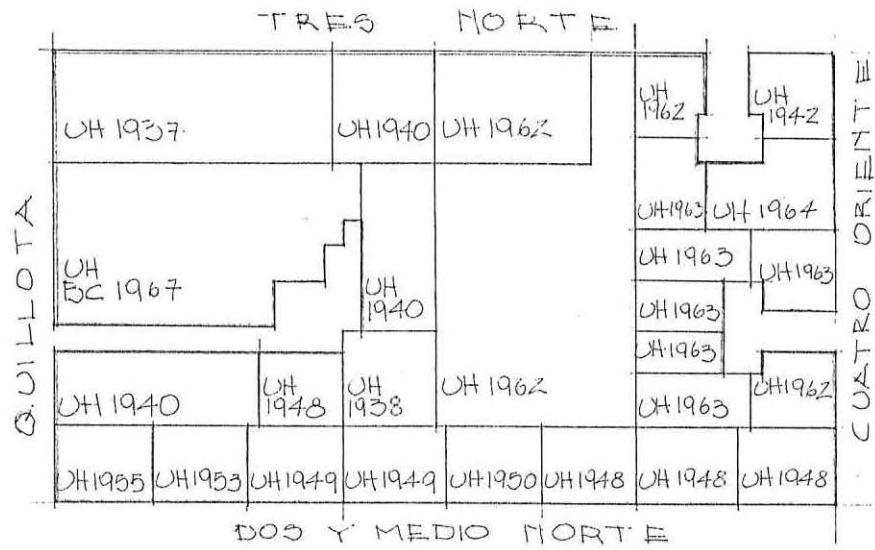 TRES NORTE
UH 1937
UH 1940
UH 1962
UH
1962
UH
1942
UH 1963
UH 1964
UH
BC 1967
UH
1940
UH 1963
UH 1963
UH 1963
UH 1963
QUILLOTA
CUATRO ORIENTE
UH 1940
UH
1948
UH
1938
UH 1962
UH 1963
UH 1962
UH 1955
UH 1953
UH 1949
UH 1949
UH 1950
UH 1948
UH 1948
UH 1948
DOS Y MEDIO NORTE